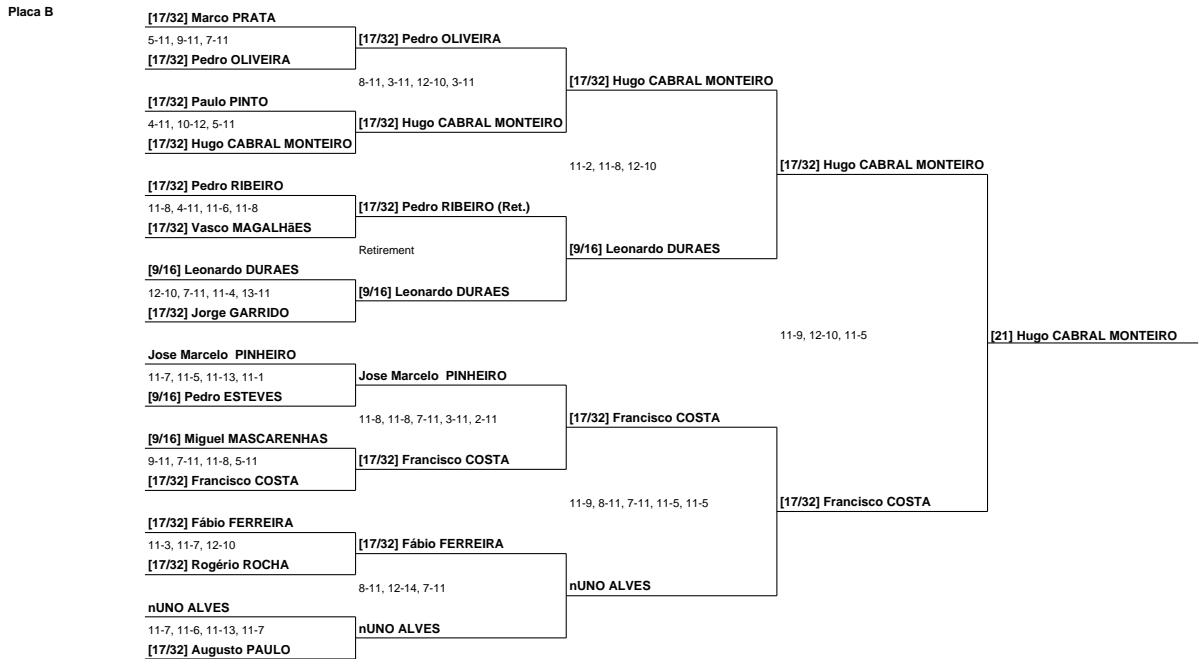 Placa B
[17/32] Marco PRATA
5-11, 9-11, 7-11
[17/32] Pedro OLIVEIRA
[17/32] Pedro OLIVEIRA
8-11, 3-11, 12-10, 3-11
[17/32] Hugo CABRAL MONTEIRO
[17/32] Paulo PINTO
4-11, 10-12, 5-11
[17/32] Hugo CABRAL MONTEIRO
[17/32] Hugo CABRAL MONTEIRO
11-2, 11-8, 12-10
[17/32] Hugo CABRAL MONTEIRO
[17/32] Pedro RIBEIRO
11-8, 4-11, 11-6, 11-8
[17/32] Vasco MAGALHãES
[17/32] Pedro RIBEIRO (Ret.)
Retirement
[9/16] Leonardo DURAES
[9/16] Leonardo DURAES
12-10, 7-11, 11-4, 13-11
[17/32] Jorge GARRIDO
[9/16] Leonardo DURAES
11-9, 12-10, 11-5
[21] Hugo CABRAL MONTEIRO
Jose Marcelo  PINHEIRO
11-7, 11-5, 11-13, 11-1
[9/16] Pedro ESTEVES
Jose Marcelo  PINHEIRO
11-8, 11-8, 7-11, 3-11, 2-11
[17/32] Francisco COSTA
[9/16] Miguel MASCARENHAS
9-11, 7-11, 11-8, 5-11
[17/32] Francisco COSTA
[17/32] Francisco COSTA
11-9, 8-11, 7-11, 11-5, 11-5
[17/32] Francisco COSTA
[17/32] Fábio FERREIRA
11-3, 11-7, 12-10
[17/32] Rogério ROCHA
[17/32] Fábio FERREIRA
8-11, 12-14, 7-11
nUNO ALVES
nUNO ALVES
11-7, 11-6, 11-13, 11-7
[17/32] Augusto PAULO
nUNO ALVES